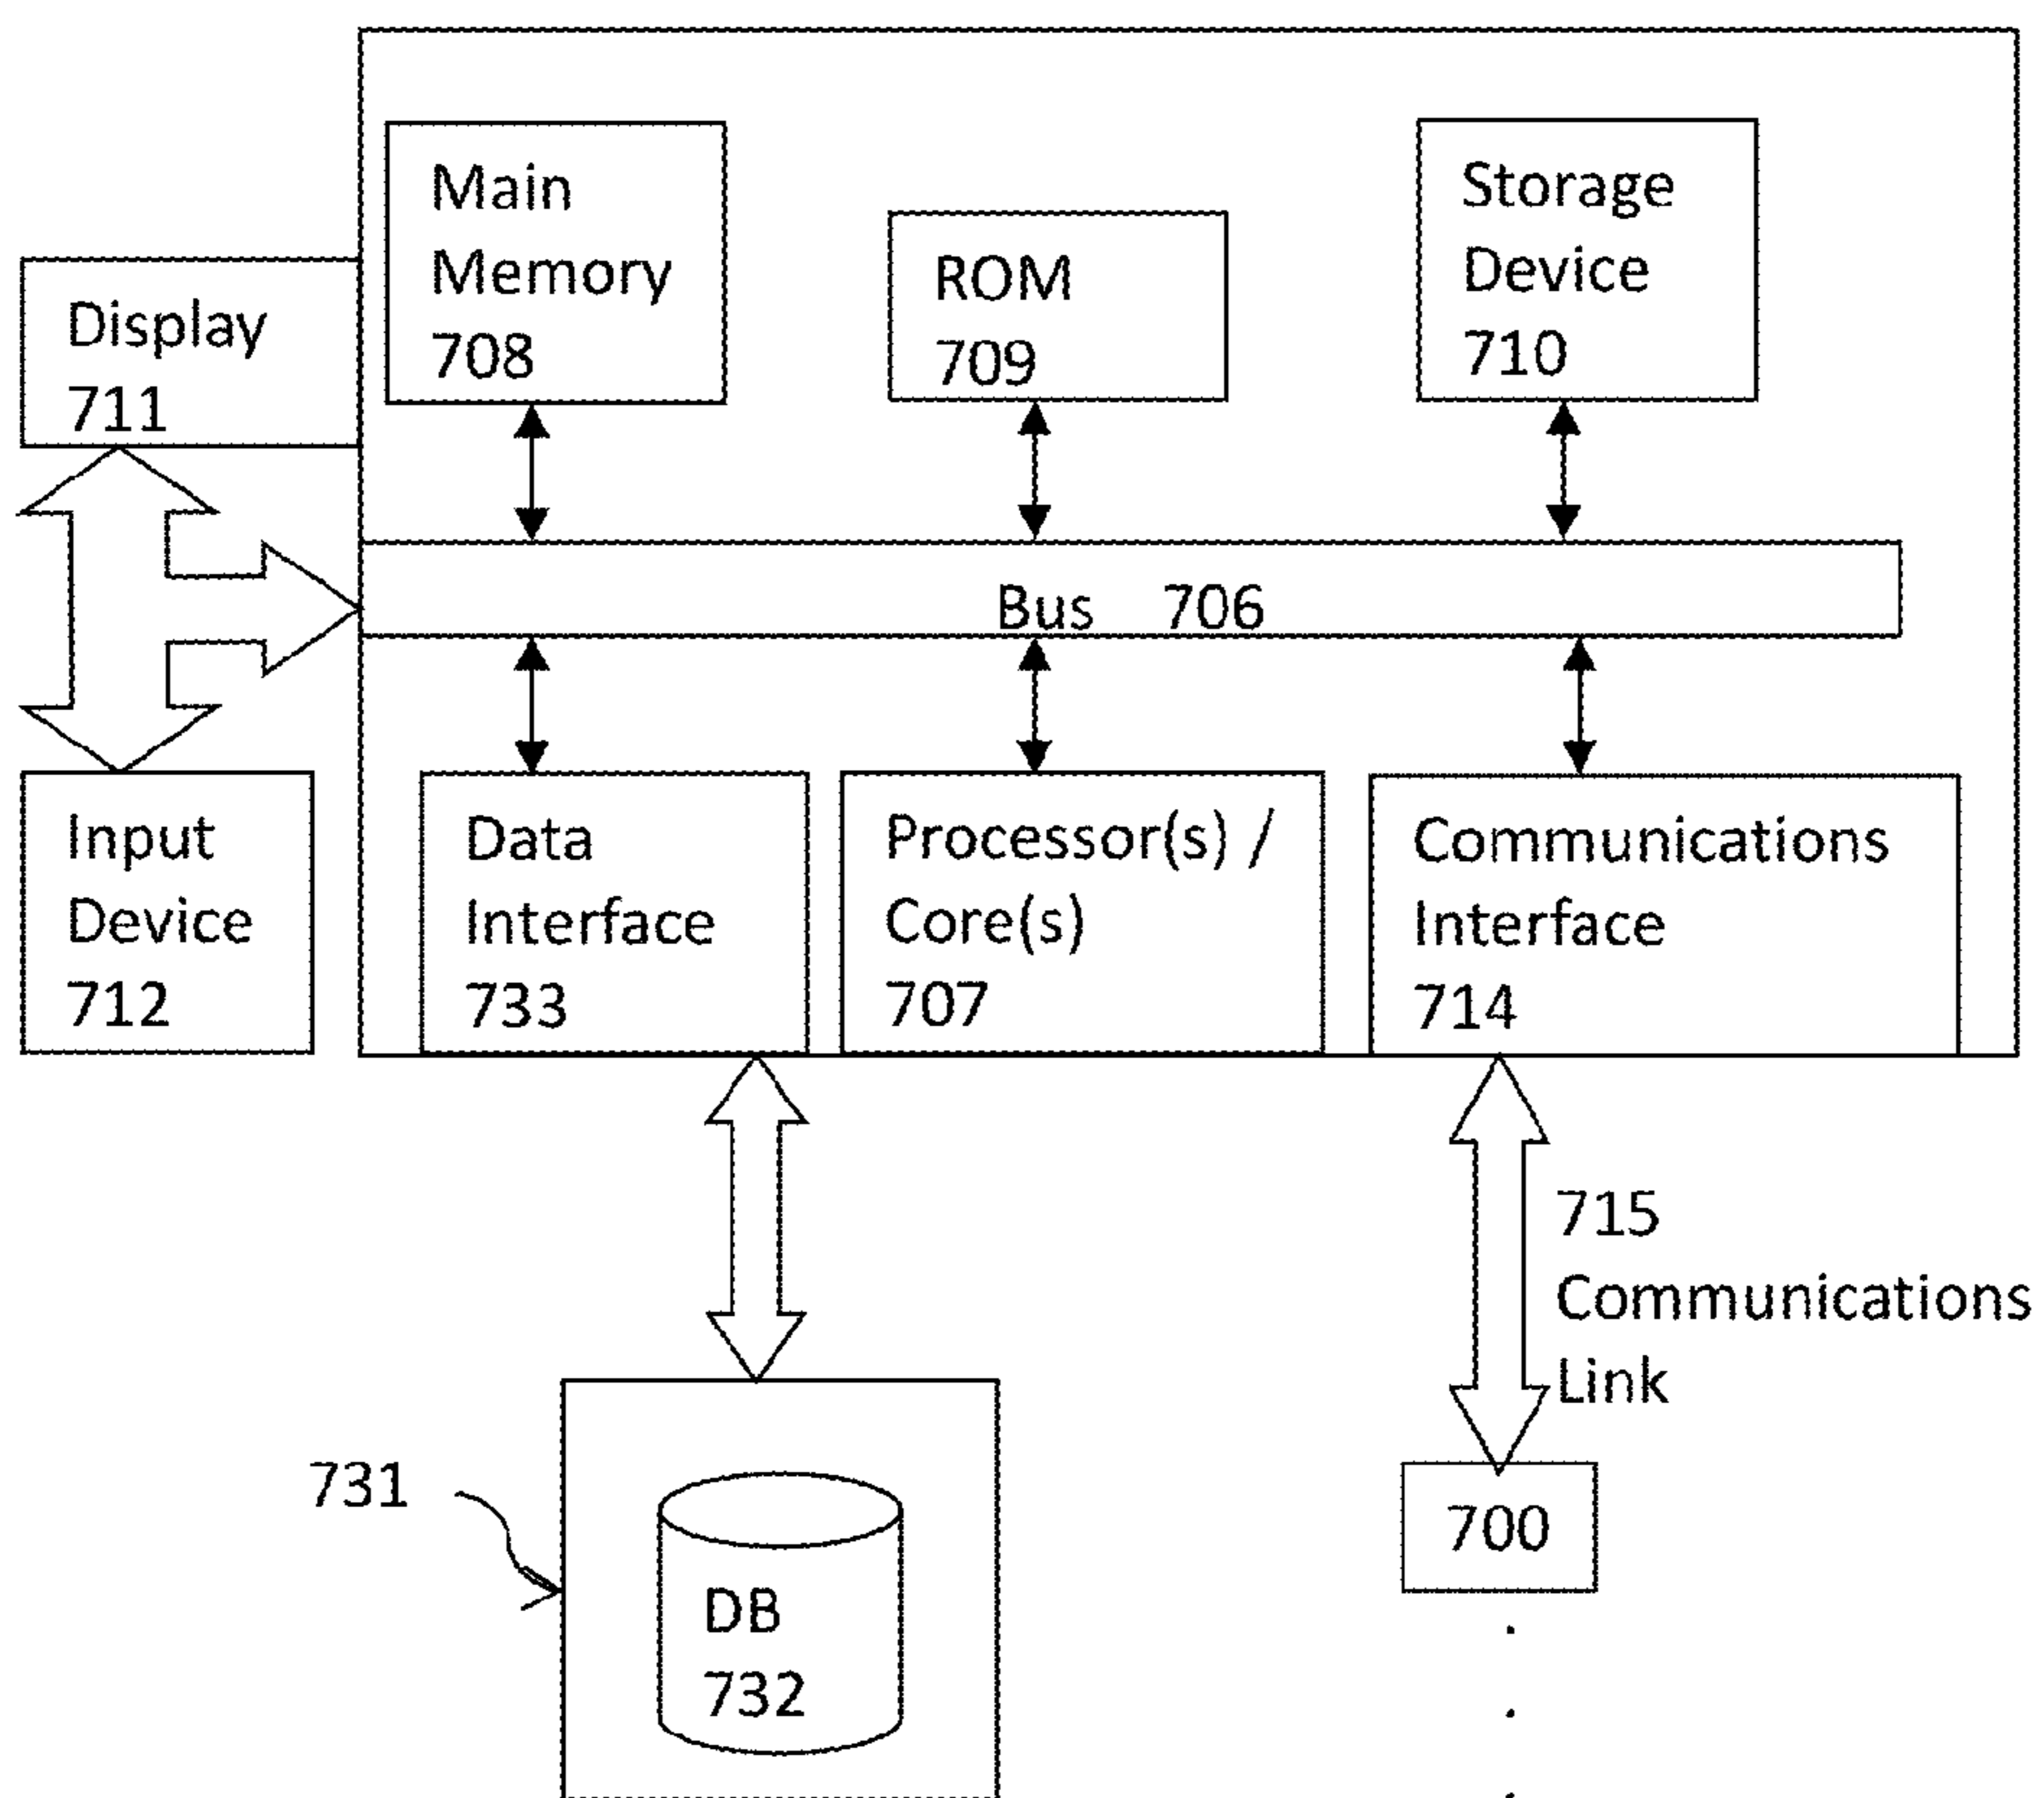 Main
Memory
708
ROM
709
Storage
Device
710
Display
711
Bus 706
Input
Device
712
Data
Interface
733
Processor(s) /
Core(s)
707
Communications
Interface
714
715
Communications
Link
731
DB
732
700